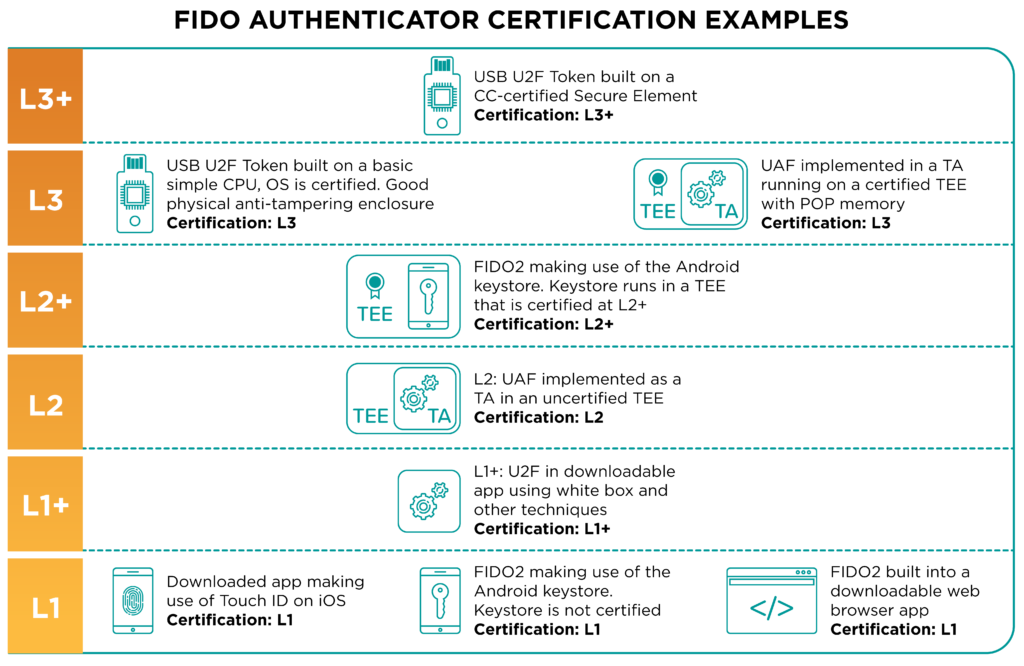 FIDO AUTHENTICATOR CERTIFICATION EXAMPLES
L3+
USB U2F Token built on a
CC-certified Secure Element
Certification: L3+
L3
USB U2F Token built on a basic
simple CPU, OS is certified. Good
physical anti-tampering enclosure
Certification: L3
TEE
TA
UAF implemented in a TA
running on a certified TEE
with POP memory
Certification: L3
L2+
TEE
FIDO2 making use of the Android
keystore. Keystore runs in a TEE
that is certified at L2+
Certification: L2+
L2
TEE
TA
L2: UAF implemented as a
TA in an uncertified TEE
Certification: L2
L1+
L1+: U2F in downloadable
app using white box and
other techniques
Certification: L1+
L1
Downloaded app making
use of Touch ID on iOS
Certification: L1
FIDO2 making use of the
Android keystore.
Keystore is not certified
Certification: L1
</>
FIDO2 built into a
downloadable web
browser app
Certification: L1